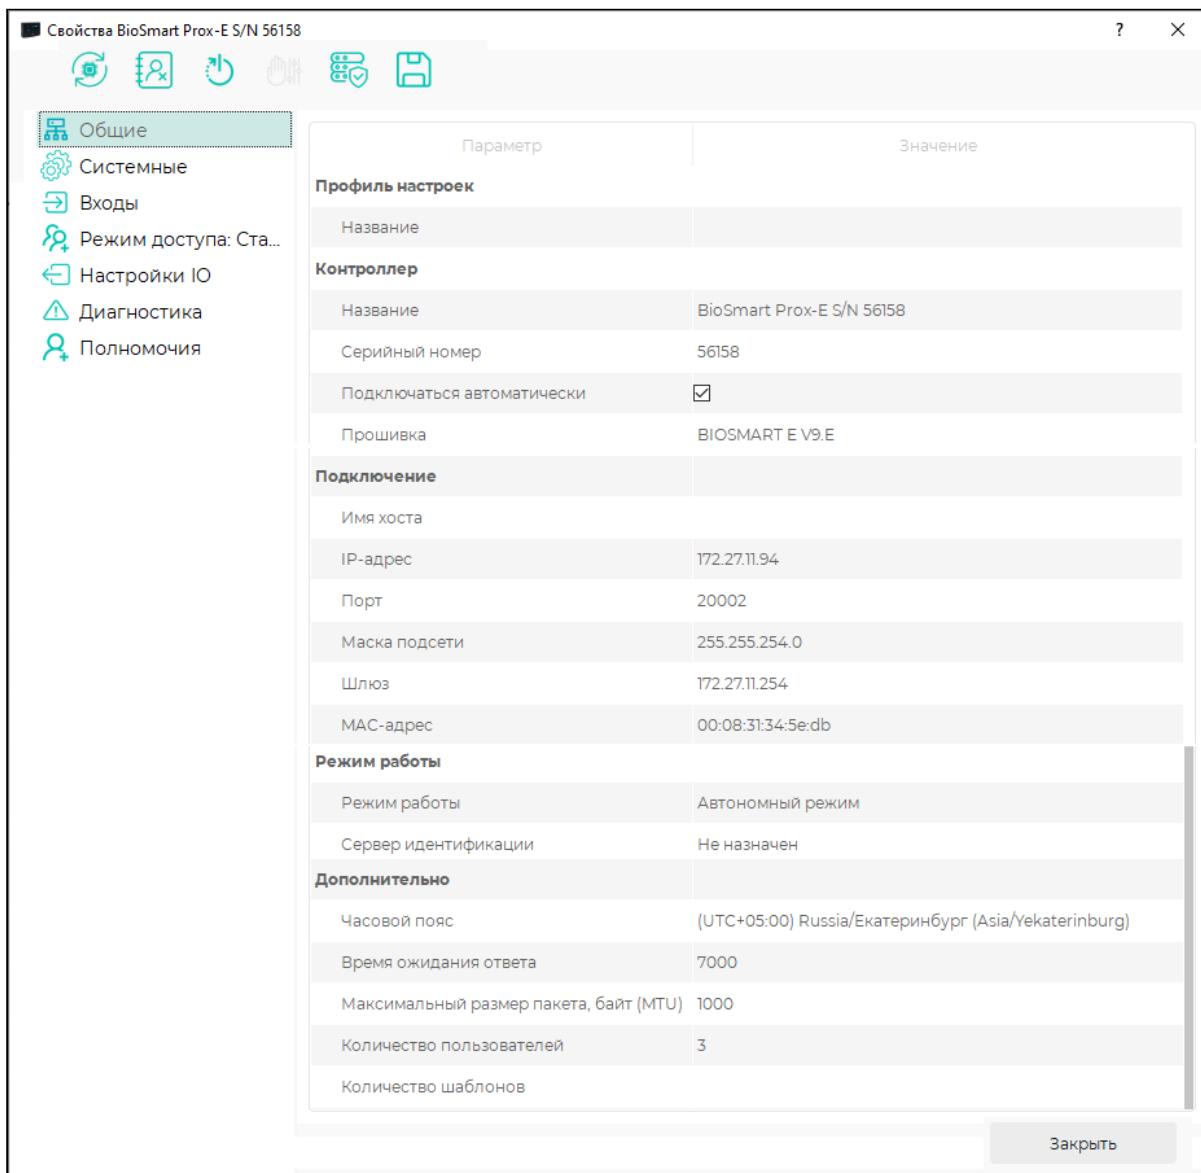 Свойства BioSmart Prox-E S/N 56158
?
Общие
Системные
Входы
Режим доступа: Ста...
Настройки IO
Диагностика
Полномочия
Параметр Значение
Профиль настроек
Название
Контроллер
Название BioSmart Prox-E S/N 56158
Серийный номер 56158
Подключаться автоматически
Прошивка BIOSMART E V9.E
Подключение
Имя хоста
IP-адрес 172.27.11.94
Порт 20002
Маска подсети 255.255.254.0
Шлюз 172.27.11.254
MAC-адрес 00:08:31:34:5e:db
Режим работы
Режим работы Автономный режим
Сервер идентификации Не назначен
Дополнительно
Часовой пояс (UTC+05:00) Russia/Екатеринбург (Asia/Yekaterinburg)
Время ожидания ответа 7000
Максимальный размер пакета, байт (MTU) 1000
Количество пользователей 3
Количество шаблонов
Закрыть